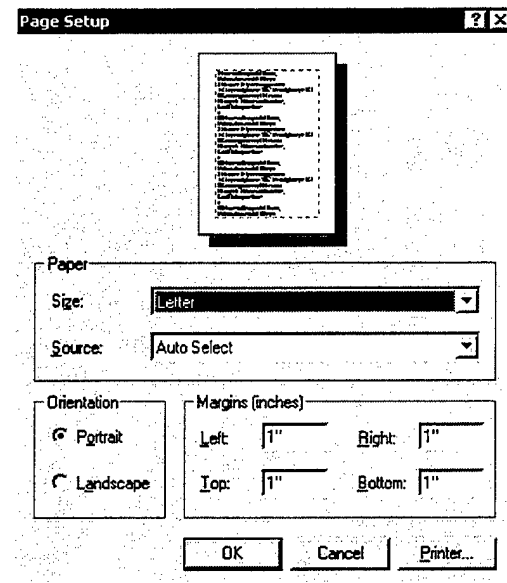 Page Setup
Paper
Size: Letter
Source: Auto Select
Orientation
Portrait
Landscape
Margins (inches)
Left: 1" Right: 1"
Top: 1" Bottom: 1"
OK Cancel Printer...